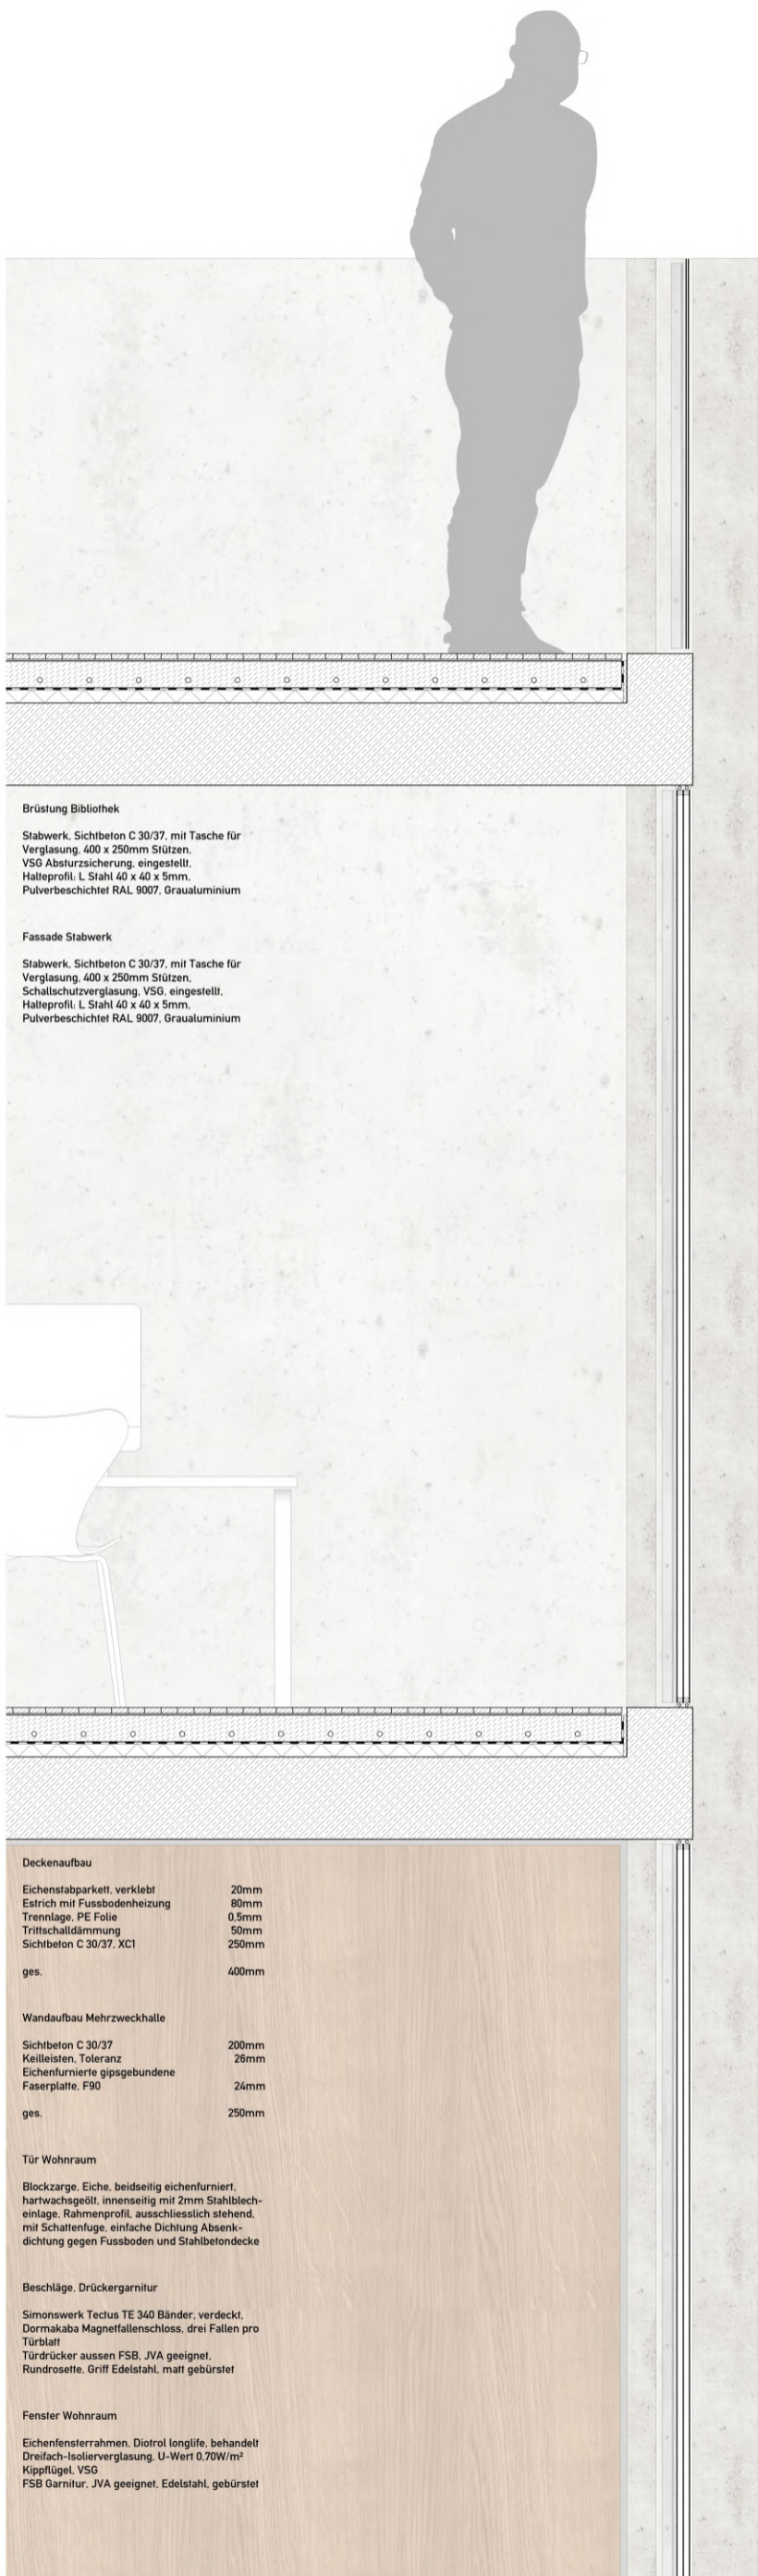 Brüstung Bibliothek
Stabwerk, Sichtbeton C 30/37, mit Tasche für
Verglasung, 400 x 250mm Stützen,
VSG Absturzsicherung, eingestellt,
Halteprofil: L Stahl 40 x 40 x 5mm,
Pulverbeschichtet RAL 9007, Graualuminium
Fassade Stabwerk
Stabwerk, Sichtbeton C 30/37, mit Tasche für
Verglasung, 400 x 250mm Stützen,
Schallschutzverglasung, VSG, eingestellt,
Halteprofil: L Stahl 40 x 40 x 5mm,
Pulverbeschichtet RAL 9007, Graualuminium
Deckenaufbau
Eichenstabparkett, verklebt 20mm
Estrich mit Fussbodenheizung 80mm
Trennlage, PE Folie 0,5mm
Trittschalldämmung 50mm
Sichtbeton C 30/37, XC1 250mm
ges. 400mm
Wandaufbau Mehrzweckhalle
Sichtbeton C 30/37 200mm
Keilleisten, Toleranz 26mm
Eichenfurnierte gipsgebundene
Faserplatte, F90 24mm
ges. 250mm
Tür Wohnraum
Blockzarge, Eiche, beidseitig eichenfurniert,
hartwachsgeölt, innenseitig mit 2mm Stahlblech-
einlage, Rahmenprofil, ausschliesslich stehend,
mit Schattenfuge, einfache Dichtung Absenk-
dichtung gegen Fussboden und Stahlbetondecke
Beschläge, Drückergarnitur
Simonswerk Tectus TE 340 Bänder, verdeckt,
Dormakaba Magnetfallenschloss, drei Fallen pro
Türblatt
Türdrücker aussen FSB, JVA geeignet,
Rundrosette, Griff Edelstahl, matt gebürstet
Fenster Wohnraum
Eichenfensterrahmen, Diotrol longlife, behandelt
Dreifach-Isolierverglasung, U-Wert 0,70W/m²
Kippflügel, VSG
FSB Garnitur, JVA geeignet, Edelstahl, gebürstet